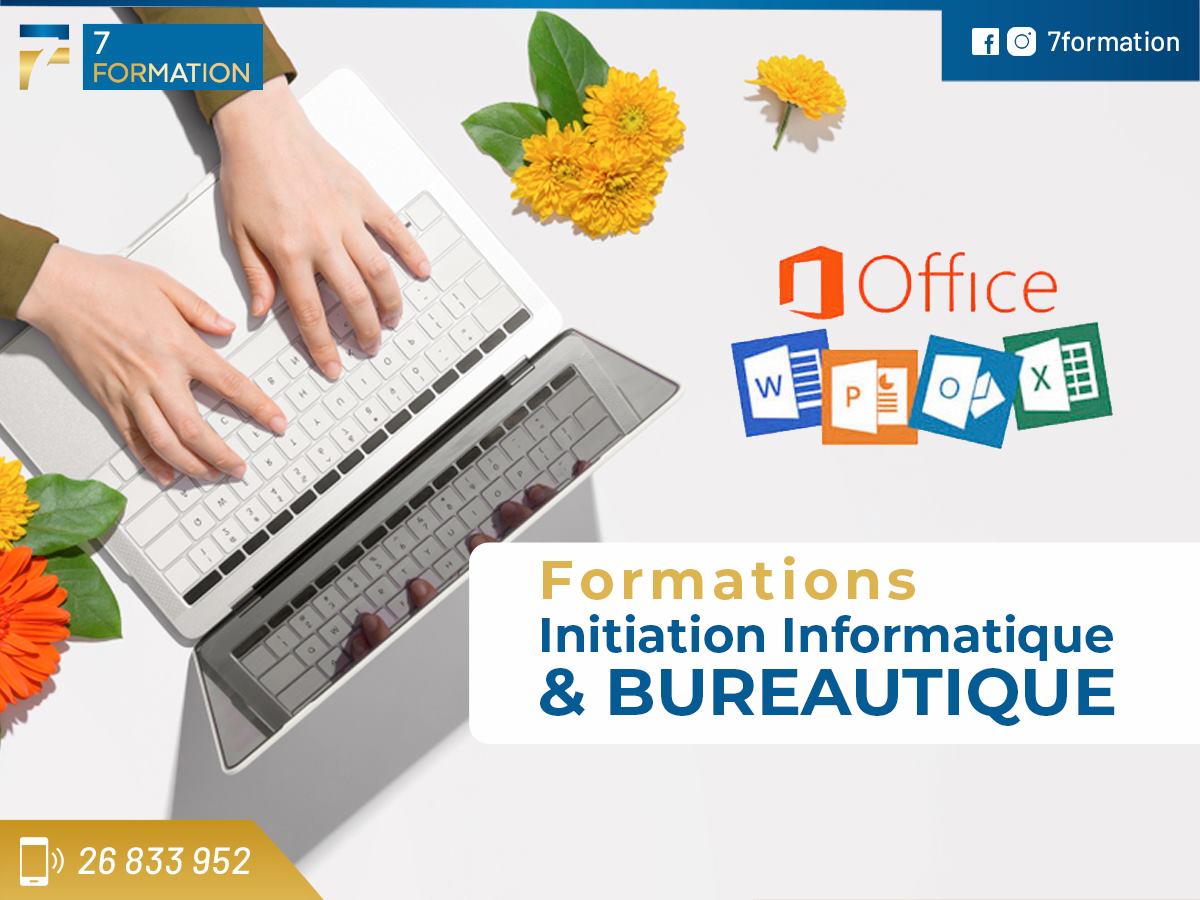 7
FORMATION
7formation
Office
W
P
O
X
Formations
Initiation Informatique
& BUREAUTIQUE
26 833 952